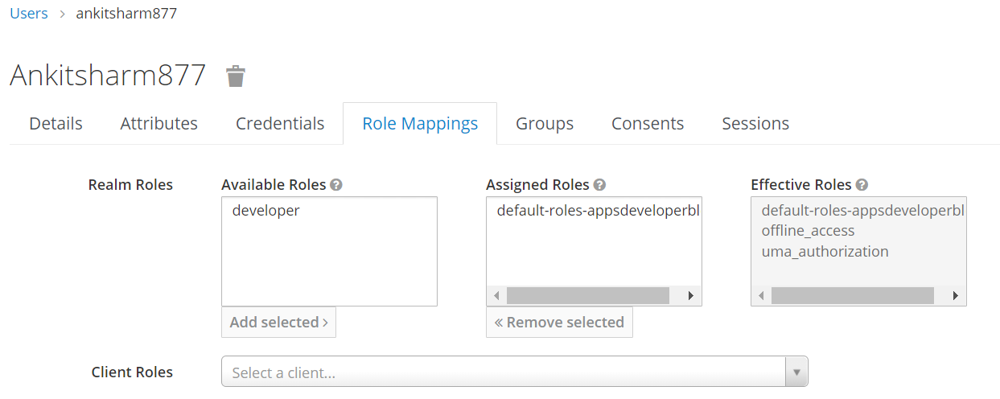 Users > ankitsharm877
Ankitsharm877
Details Attributes Credentials Role Mappings Groups Consents Sessions
Realm Roles
Available Roles ?
developer
Add selected >
Assigned Roles ?
default-roles-appsdeveloperbl
« Remove selected
Effective Roles ?
default-roles-appsdeveloperbl
offline_access
uma_authorization
Client Roles
Select a client...